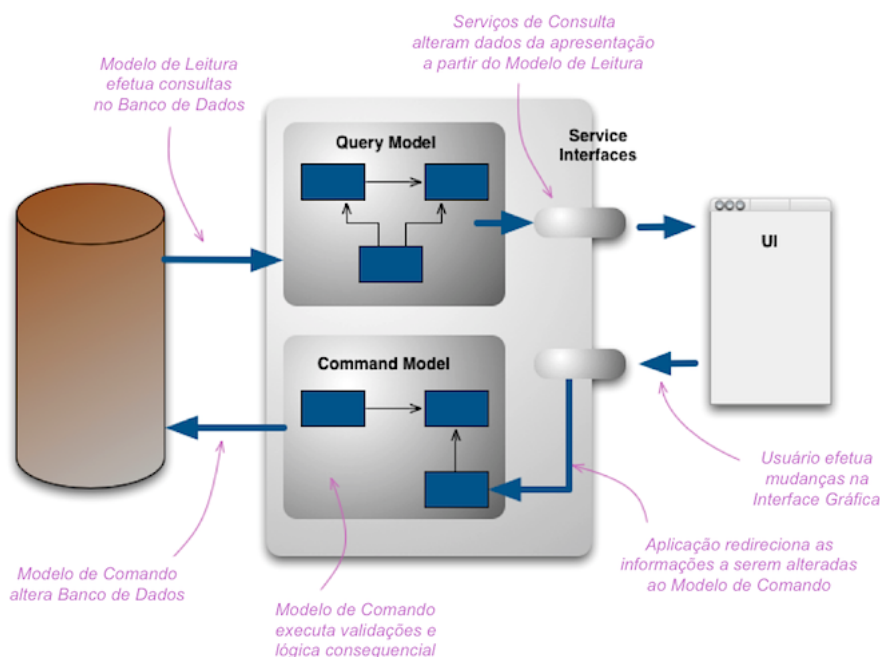 Serviços de Consulta
alteram dados da apresentação
a partir do Modelo de Leitura
Modelo de Leitura
efetua consultas
no Banco de Dados
Query Model
Service
Interfaces
UI
Command Model
Usuário efetua
mudanças na
Interface Gráfica
Aplicação redireciona as
informações a serem alteradas
ao Modelo de Comando
Modelo de Comando
altera Banco de Dados
Modelo de Comando
executa validações e
lógica consequencial